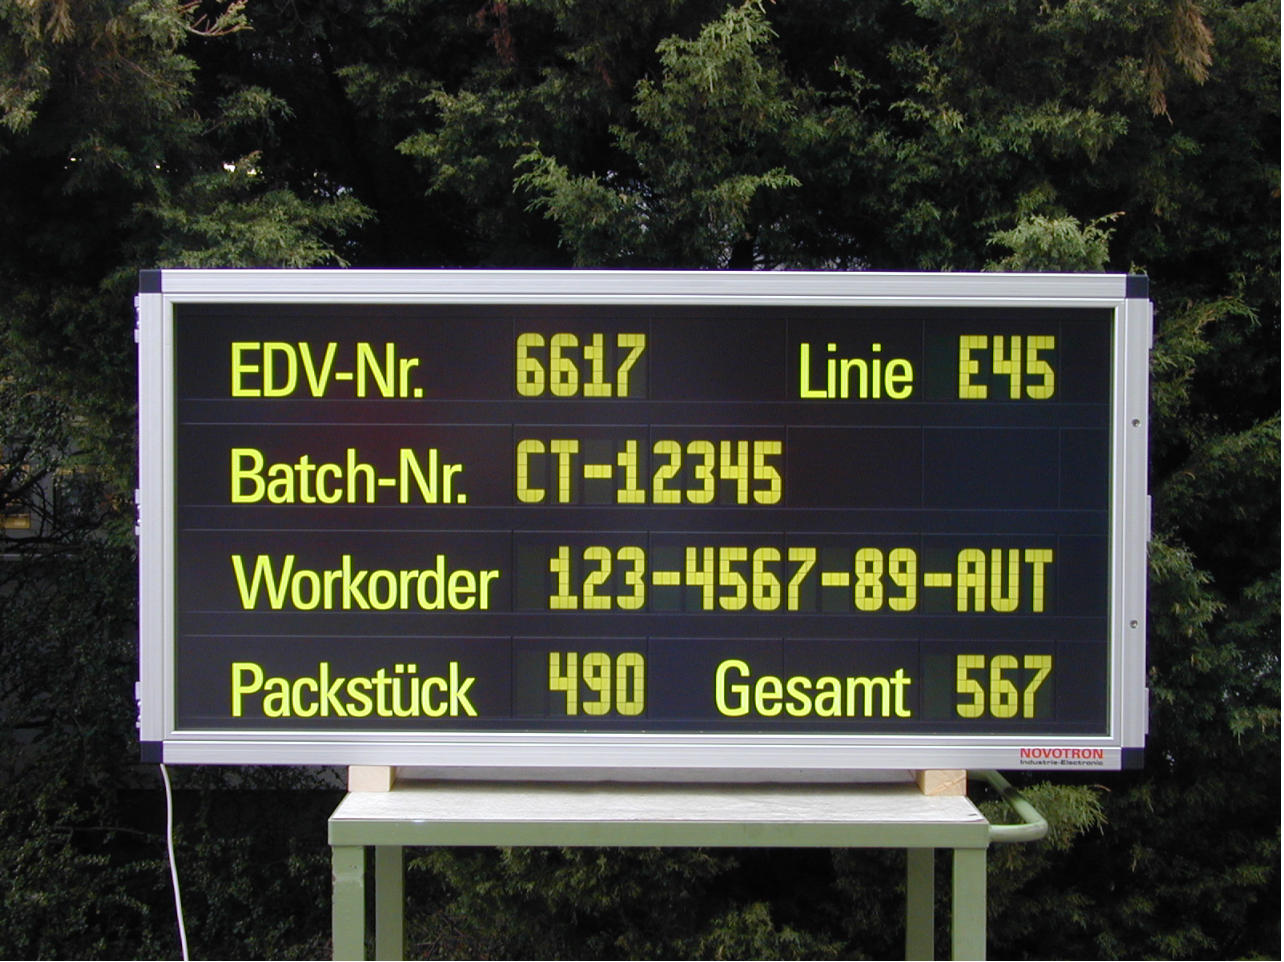 EDV-Nr. 6617 Linie E45
Batch-Nr. CT-12345
Workorder 123-4567-89-AUT
Packstück 490 Gesamt 567
NOVOTRON
Industrie-Electronic